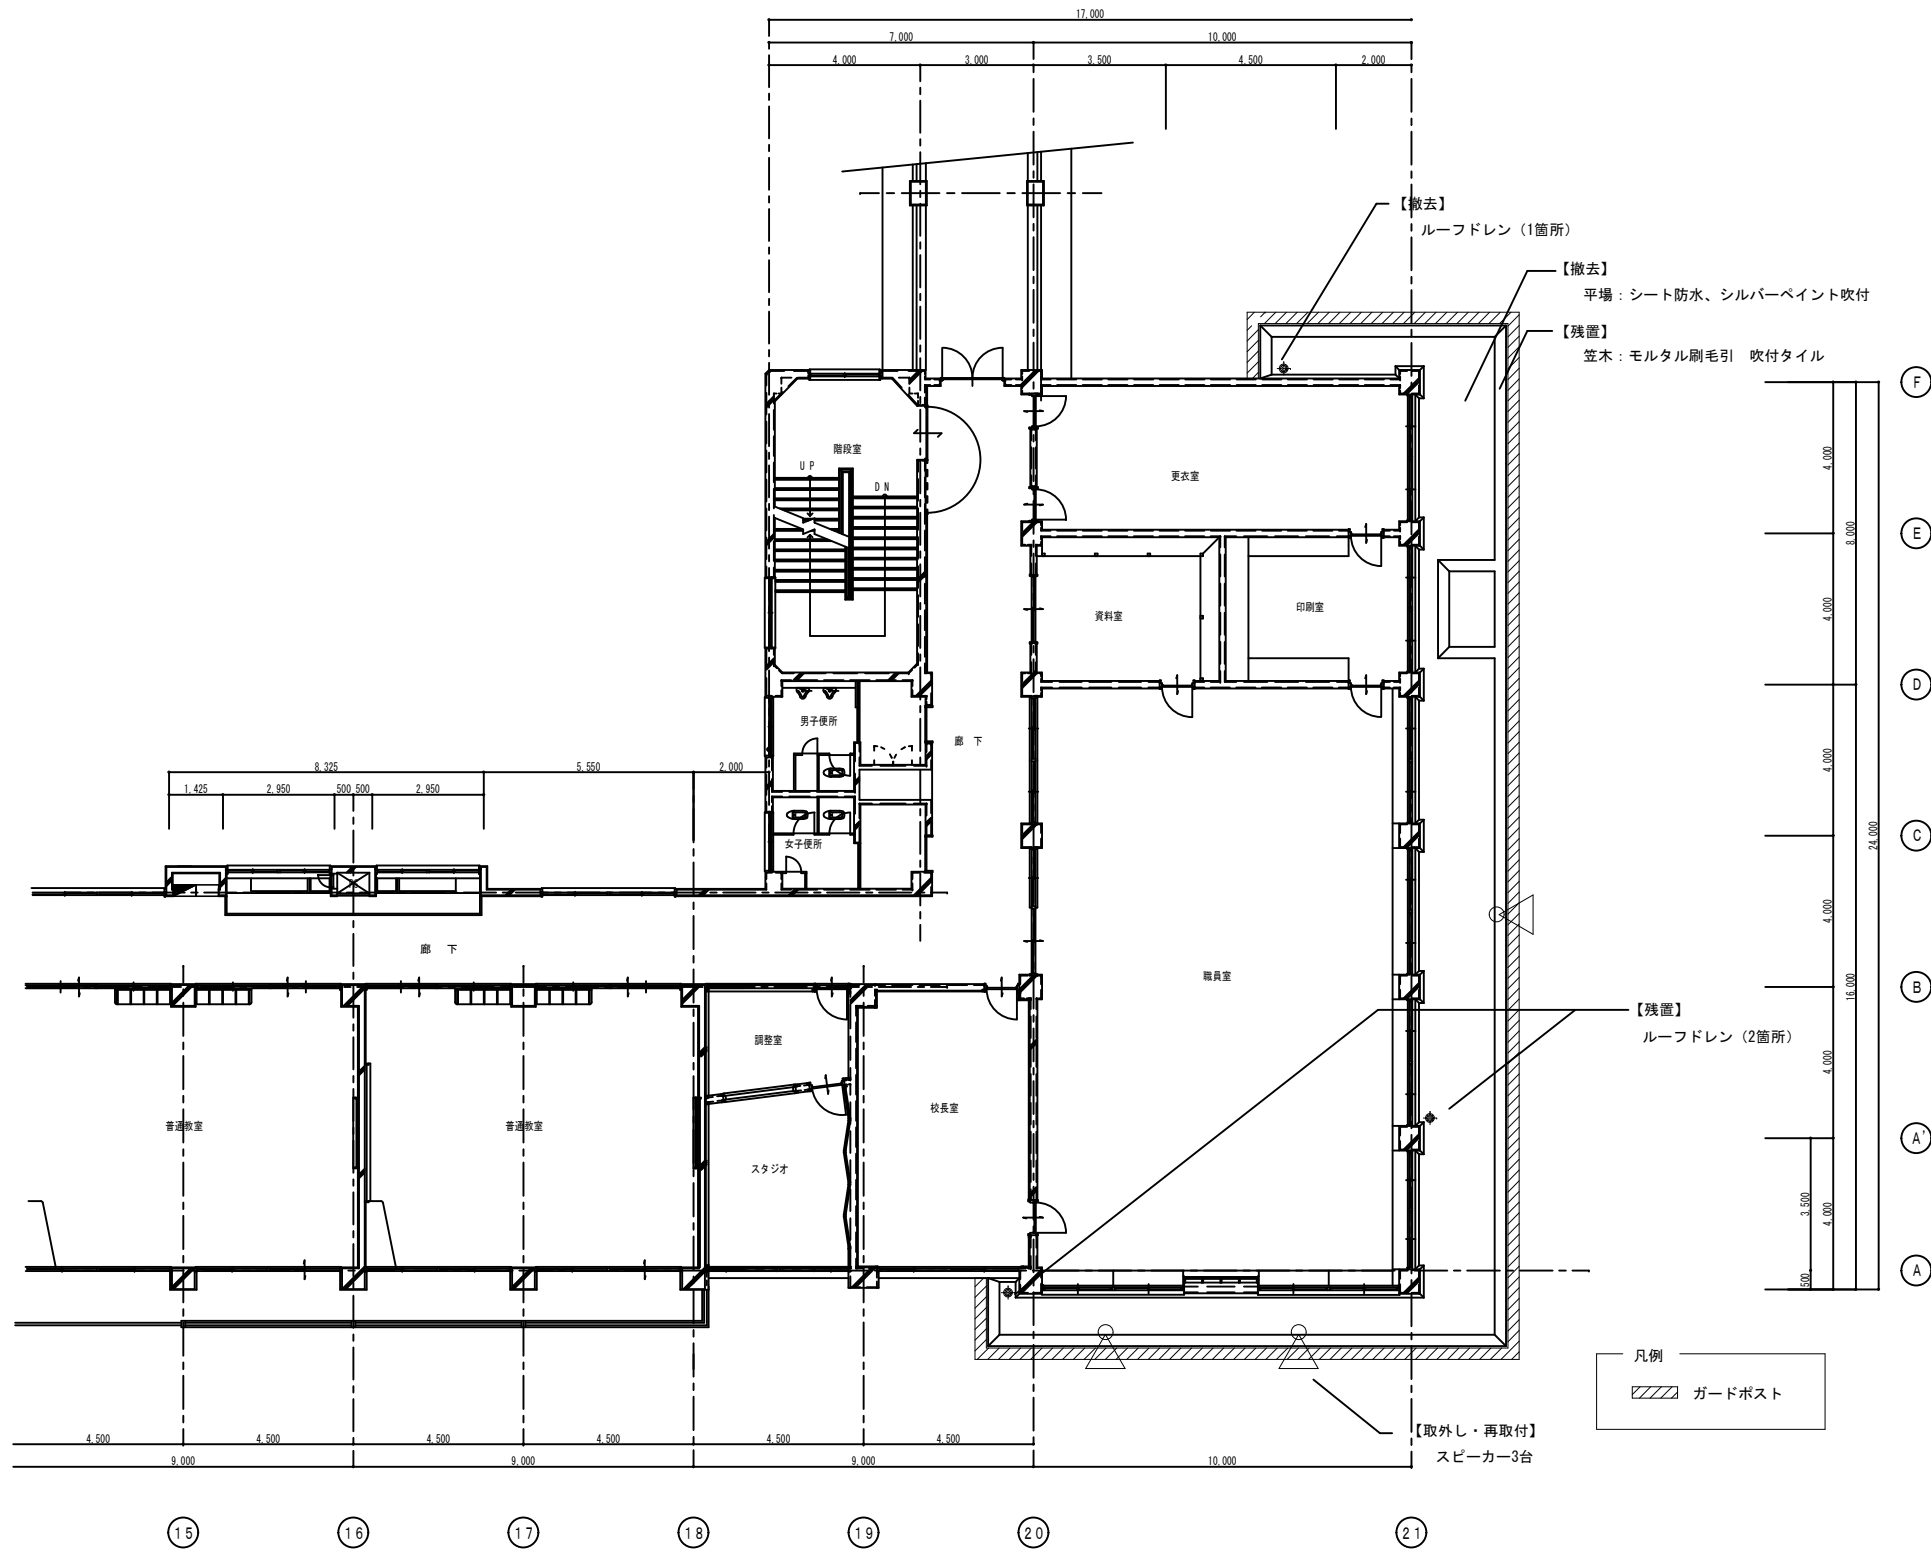 17,000
7,000
10,000
4,000
3,000
3,500
4,500
2,000
【撤去】
ルーフドレン（1箇所）
【撤去】
平場：シート防水、シルバーペイント吹付
【残置】
笠木：モルタル刷毛引　吹付タイル
F
階段室
UP
DN
更衣室
4,000
8,000
E
資料室
印刷室
4,000
D
男子便所
廊 下
4,000
8,325
5,550
2,000
1,425
2,950
500
500
2,950
女子便所
24,000
C
4,000
廊 下
職員室
16,000
B
【残置】
ルーフドレン（2箇所）
調整室
4,000
校長室
普通教室
普通教室
A'
スタジオ
3,500
4,000
500
A
凡例
ガードポスト
【取外し・再取付】
スピーカー3台
4,500
4,500
4,500
4,500
4,500
4,500
9,000
9,000
9,000
10,000
15
16
17
18
19
20
21